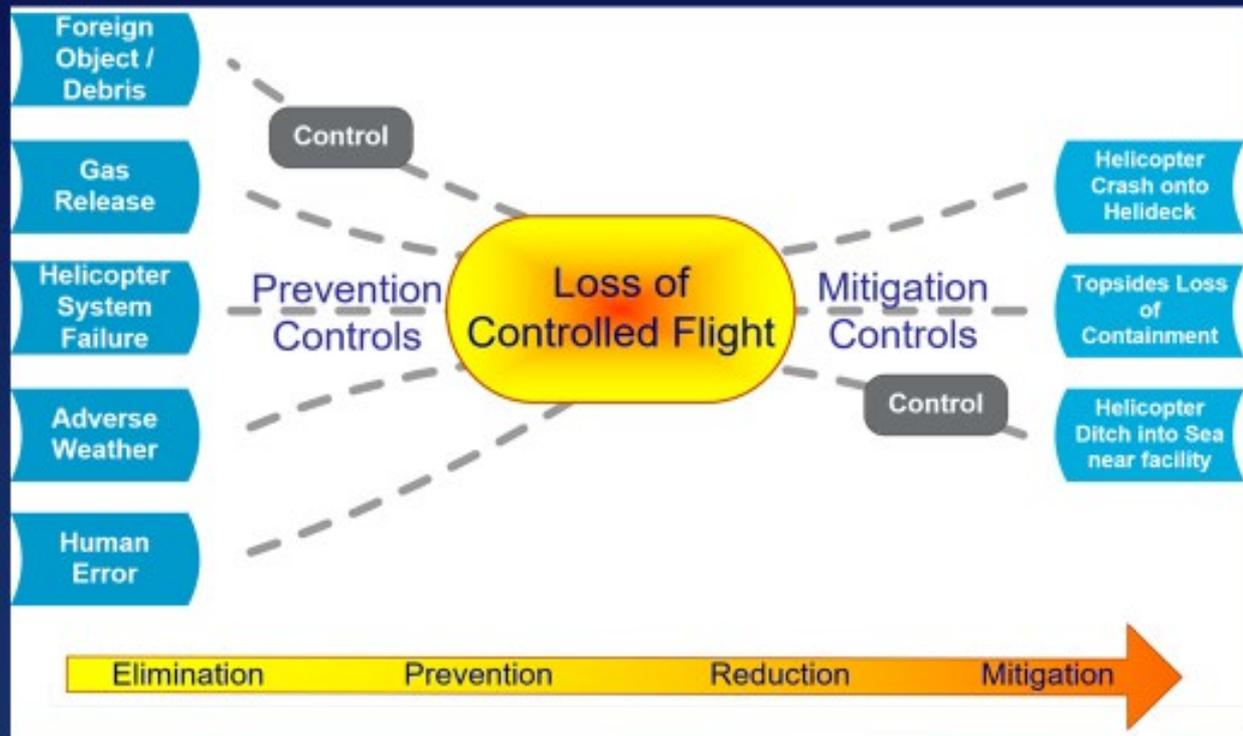 Foreign
Object /
Debris
Control
Gas
Release
Helicopter
System
Failure
Adverse
Weather
Human
Error
Prevention
Controls
Loss of
Controlled Flight
Mitigation
Controls
Control
Helicopter
Crash onto
Helideck
Topsides Loss
of
Containment
Helicopter
Ditch into Sea
near facility
Elimination Prevention Reduction Mitigation